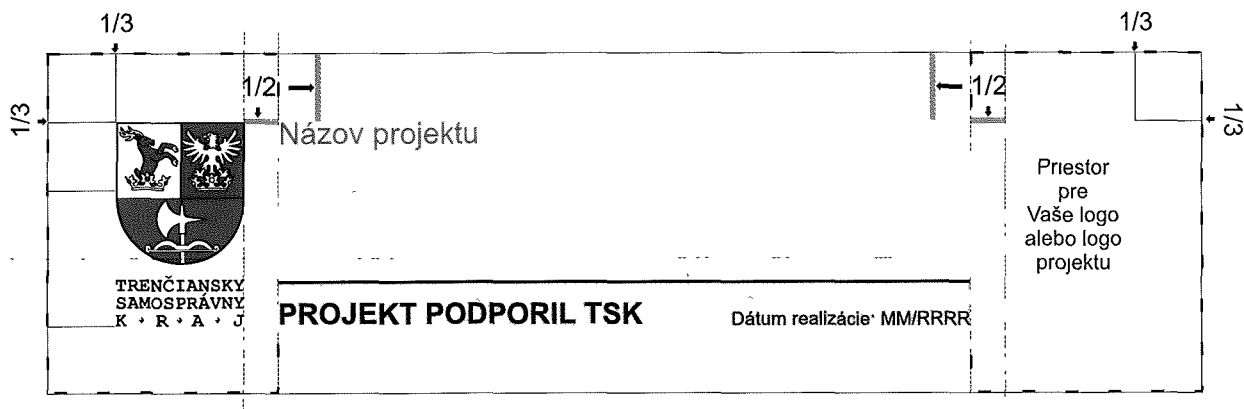 1/3
1/3
1/2
1/2
1/3
1/3
Názov projektu
Priestor
pre
Vaše logo
alebo logo
projektu
TRENČIANSKY
SAMOSPRÁVNY
K · R · A · J
PROJEKT PODPORIL TSK
Dátum realizácie: MM/RRRR